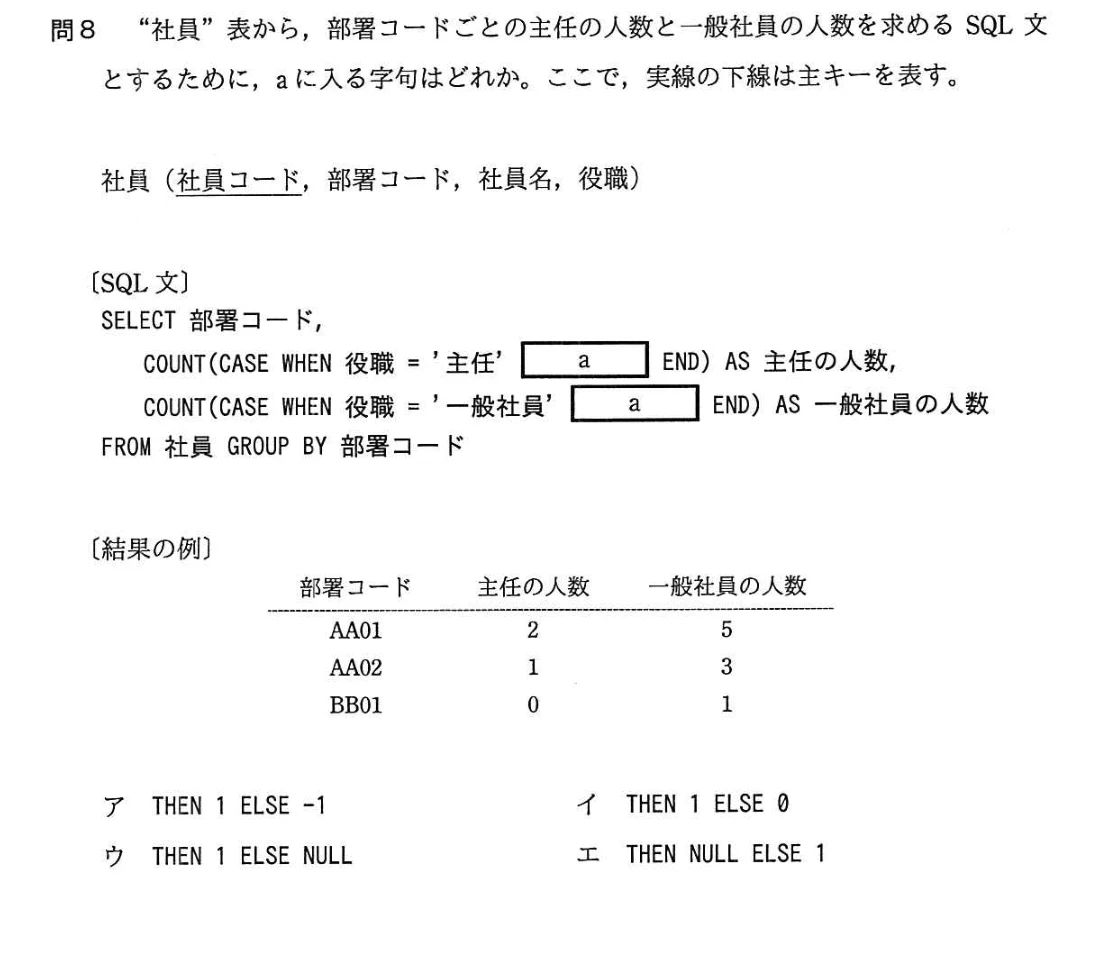 問8 “社員”表から，部署コードごとの主任の人数と一般社員の人数を求める SQL 文
とするために，a に入る字句はどれか。ここで，実線の下線は主キーを表す。
社員（社員コード，部署コード，社員名，役職）
〔SQL 文〕
SELECT 部署コード,
COUNT(CASE WHEN 役職 = '主任' a END) AS 主任の人数,
COUNT(CASE WHEN 役職 = '一般社員' a END) AS 一般社員の人数
FROM 社員 GROUP BY 部署コード
〔結果の例〕
部署コード 主任の人数 一般社員の人数
AA01 2 5
AA02 1 3
BB01 0 1
ア THEN 1 ELSE -1 イ THEN 1 ELSE 0
ウ THEN 1 ELSE NULL エ THEN NULL ELSE 1